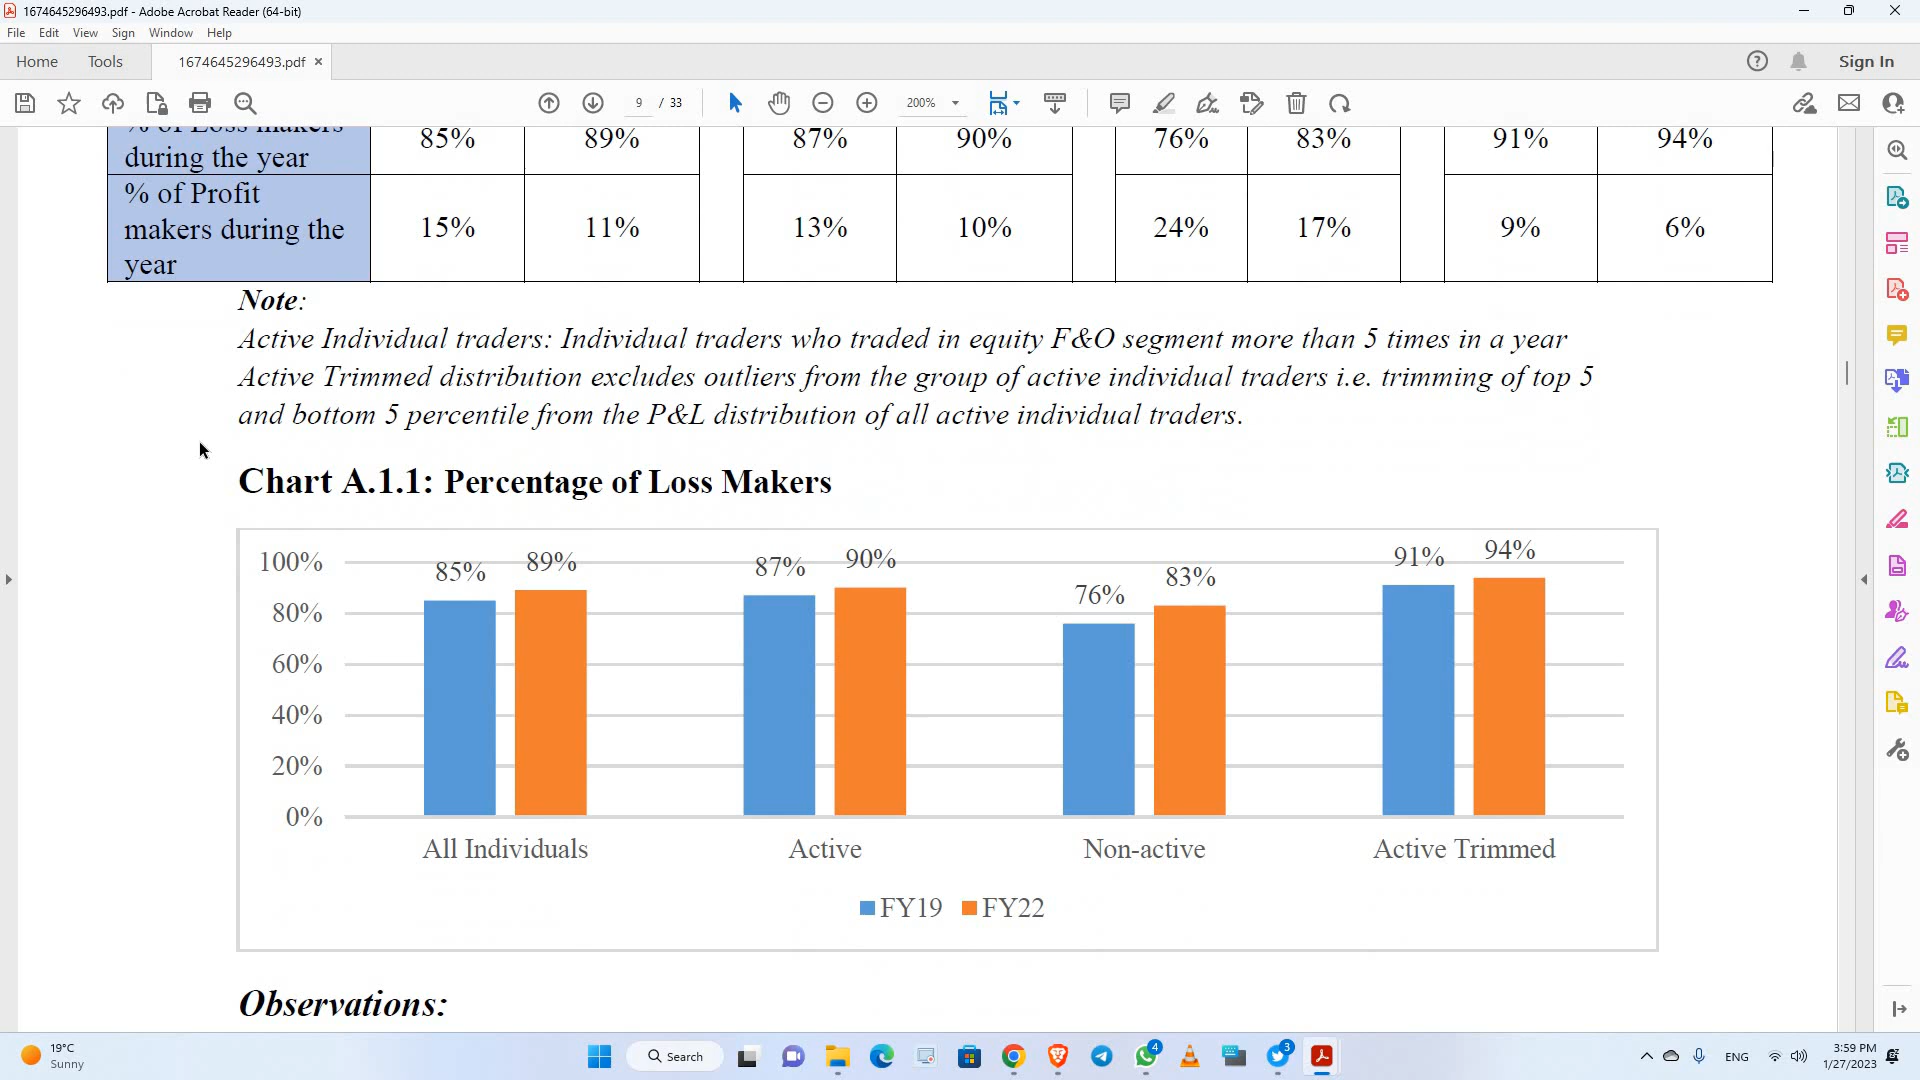 1674645296493.pdf - Adobe Acrobat Reader (64-bit)
File Edit View Sign Window Help
Home Tools 1674645296493.pdf × Sign In
9 / 33 200%
% of Loss makers during the year 85% 89% 87% 90% 76% 83% 91% 94%
% of Profit makers during the year 15% 11% 13% 10% 24% 17% 9% 6%
Note:
Active Individual traders: Individual traders who traded in equity F&O segment more than 5 times in a year
Active Trimmed distribution excludes outliers from the group of active individual traders i.e. trimming of top 5
and bottom 5 percentile from the P&L distribution of all active individual traders.
Chart A.1.1: Percentage of Loss Makers
100%
80%
60%
40%
20%
0%
85% 89% 87% 90% 76% 83% 91% 94%
All Individuals Active Non-active Active Trimmed
FY19 FY22
Observations:
19°C
Sunny
Search
4
3
ENG
3:59 PM
1/27/2023